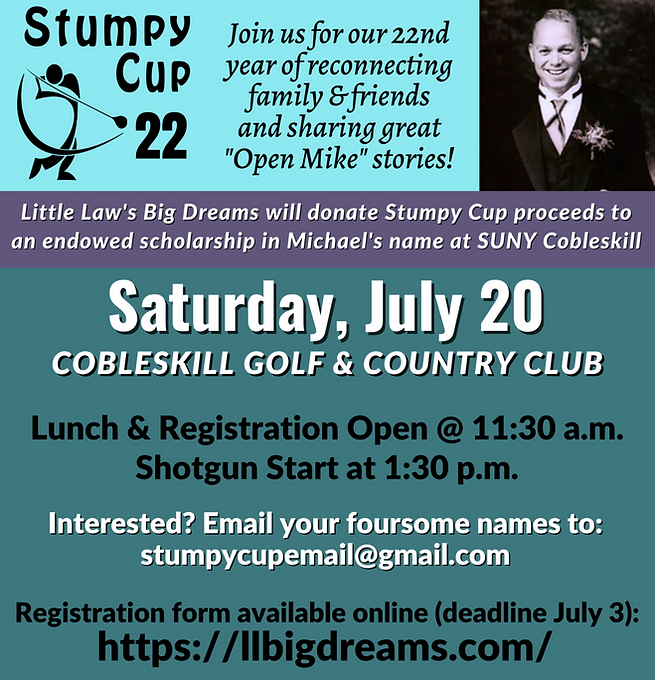 Stumpy
Cup
22
Join us for our 22nd
year of reconnecting
family & friends
and sharing great
"Open Mike" stories!
Little Law's Big Dreams will donate Stumpy Cup proceeds to
an endowed scholarship in Michael's name at SUNY Cobleskill
Saturday, July 20
COBLESKILL GOLF & COUNTRY CLUB
Lunch & Registration Open @ 11:30 a.m.
Shotgun Start at 1:30 p.m.
Interested? Email your foursome names to:
stumpycupemail@gmail.com
Registration form available online (deadline July 3):
https://llbigdreams.com/